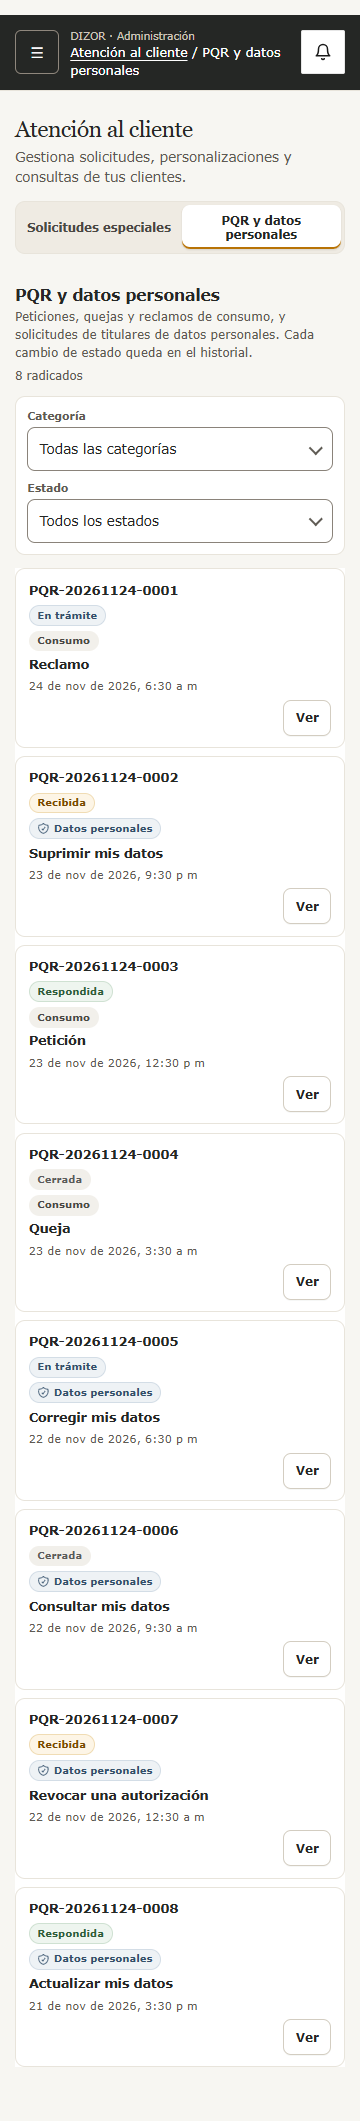 DIZOR · Administración
Atención al cliente / PQR y datos
personales
Atención al cliente
Gestiona solicitudes, personalizaciones y
consultas de tus clientes.
Solicitudes especiales
PQR y datos
personales
PQR y datos personales
Peticiones, quejas y reclamos de consumo, y
solicitudes de titulares de datos personales. Cada
cambio de estado queda en el historial.
8 radicados
Categoría
Todas las categorías
Estado
Todos los estados
PQR-20261124-0001
En trámite
Consumo
Reclamo
24 de nov de 2026, 6:30 a m
Ver
PQR-20261124-0002
Recibida
Datos personales
Suprimir mis datos
23 de nov de 2026, 9:30 p m
Ver
PQR-20261124-0003
Respondida
Consumo
Petición
23 de nov de 2026, 12:30 p m
Ver
PQR-20261124-0004
Cerrada
Consumo
Queja
23 de nov de 2026, 3:30 a m
Ver
PQR-20261124-0005
En trámite
Datos personales
Corregir mis datos
22 de nov de 2026, 6:30 p m
Ver
PQR-20261124-0006
Cerrada
Datos personales
Consultar mis datos
22 de nov de 2026, 9:30 a m
Ver
PQR-20261124-0007
Recibida
Datos personales
Revocar una autorización
22 de nov de 2026, 12:30 a m
Ver
PQR-20261124-0008
Respondida
Datos personales
Actualizar mis datos
21 de nov de 2026, 3:30 p m
Ver